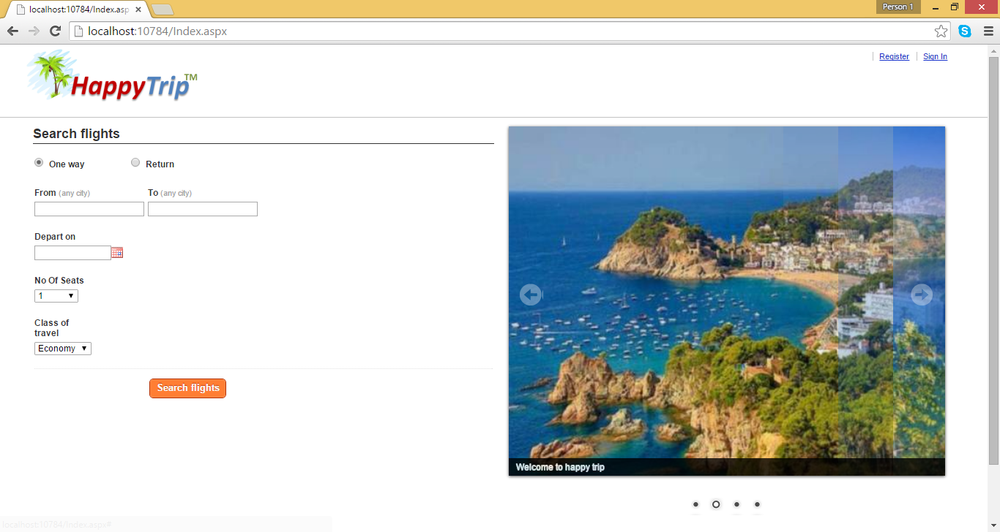 localhost:10784/Index.asp
Person 1
localhost:10784/Index.aspx
Register
Sign In
HappyTrip™
Search flights
One way
Return
From (any city)
To (any city)
Depart on
No Of Seats
1
Class of
travel
Economy
Search flights
Welcome to happy trip
localhost:10784/Index.aspx#